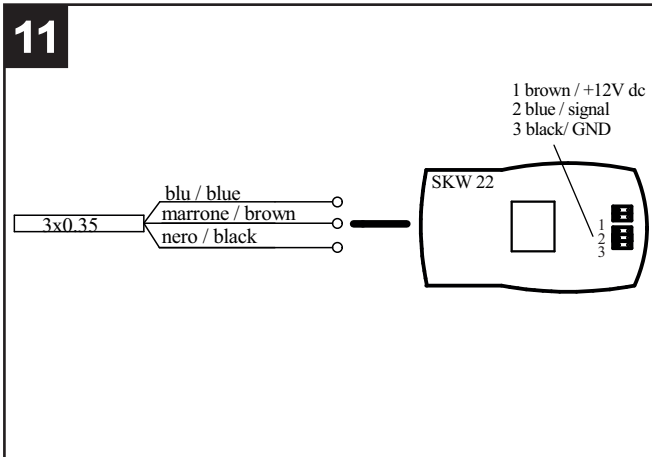 11
1 brown / +12V dc
2 blue / signal
3 black/ GND
SKW 22
blu / blue
marrone / brown
3x0.35
nero / black
1
2
3